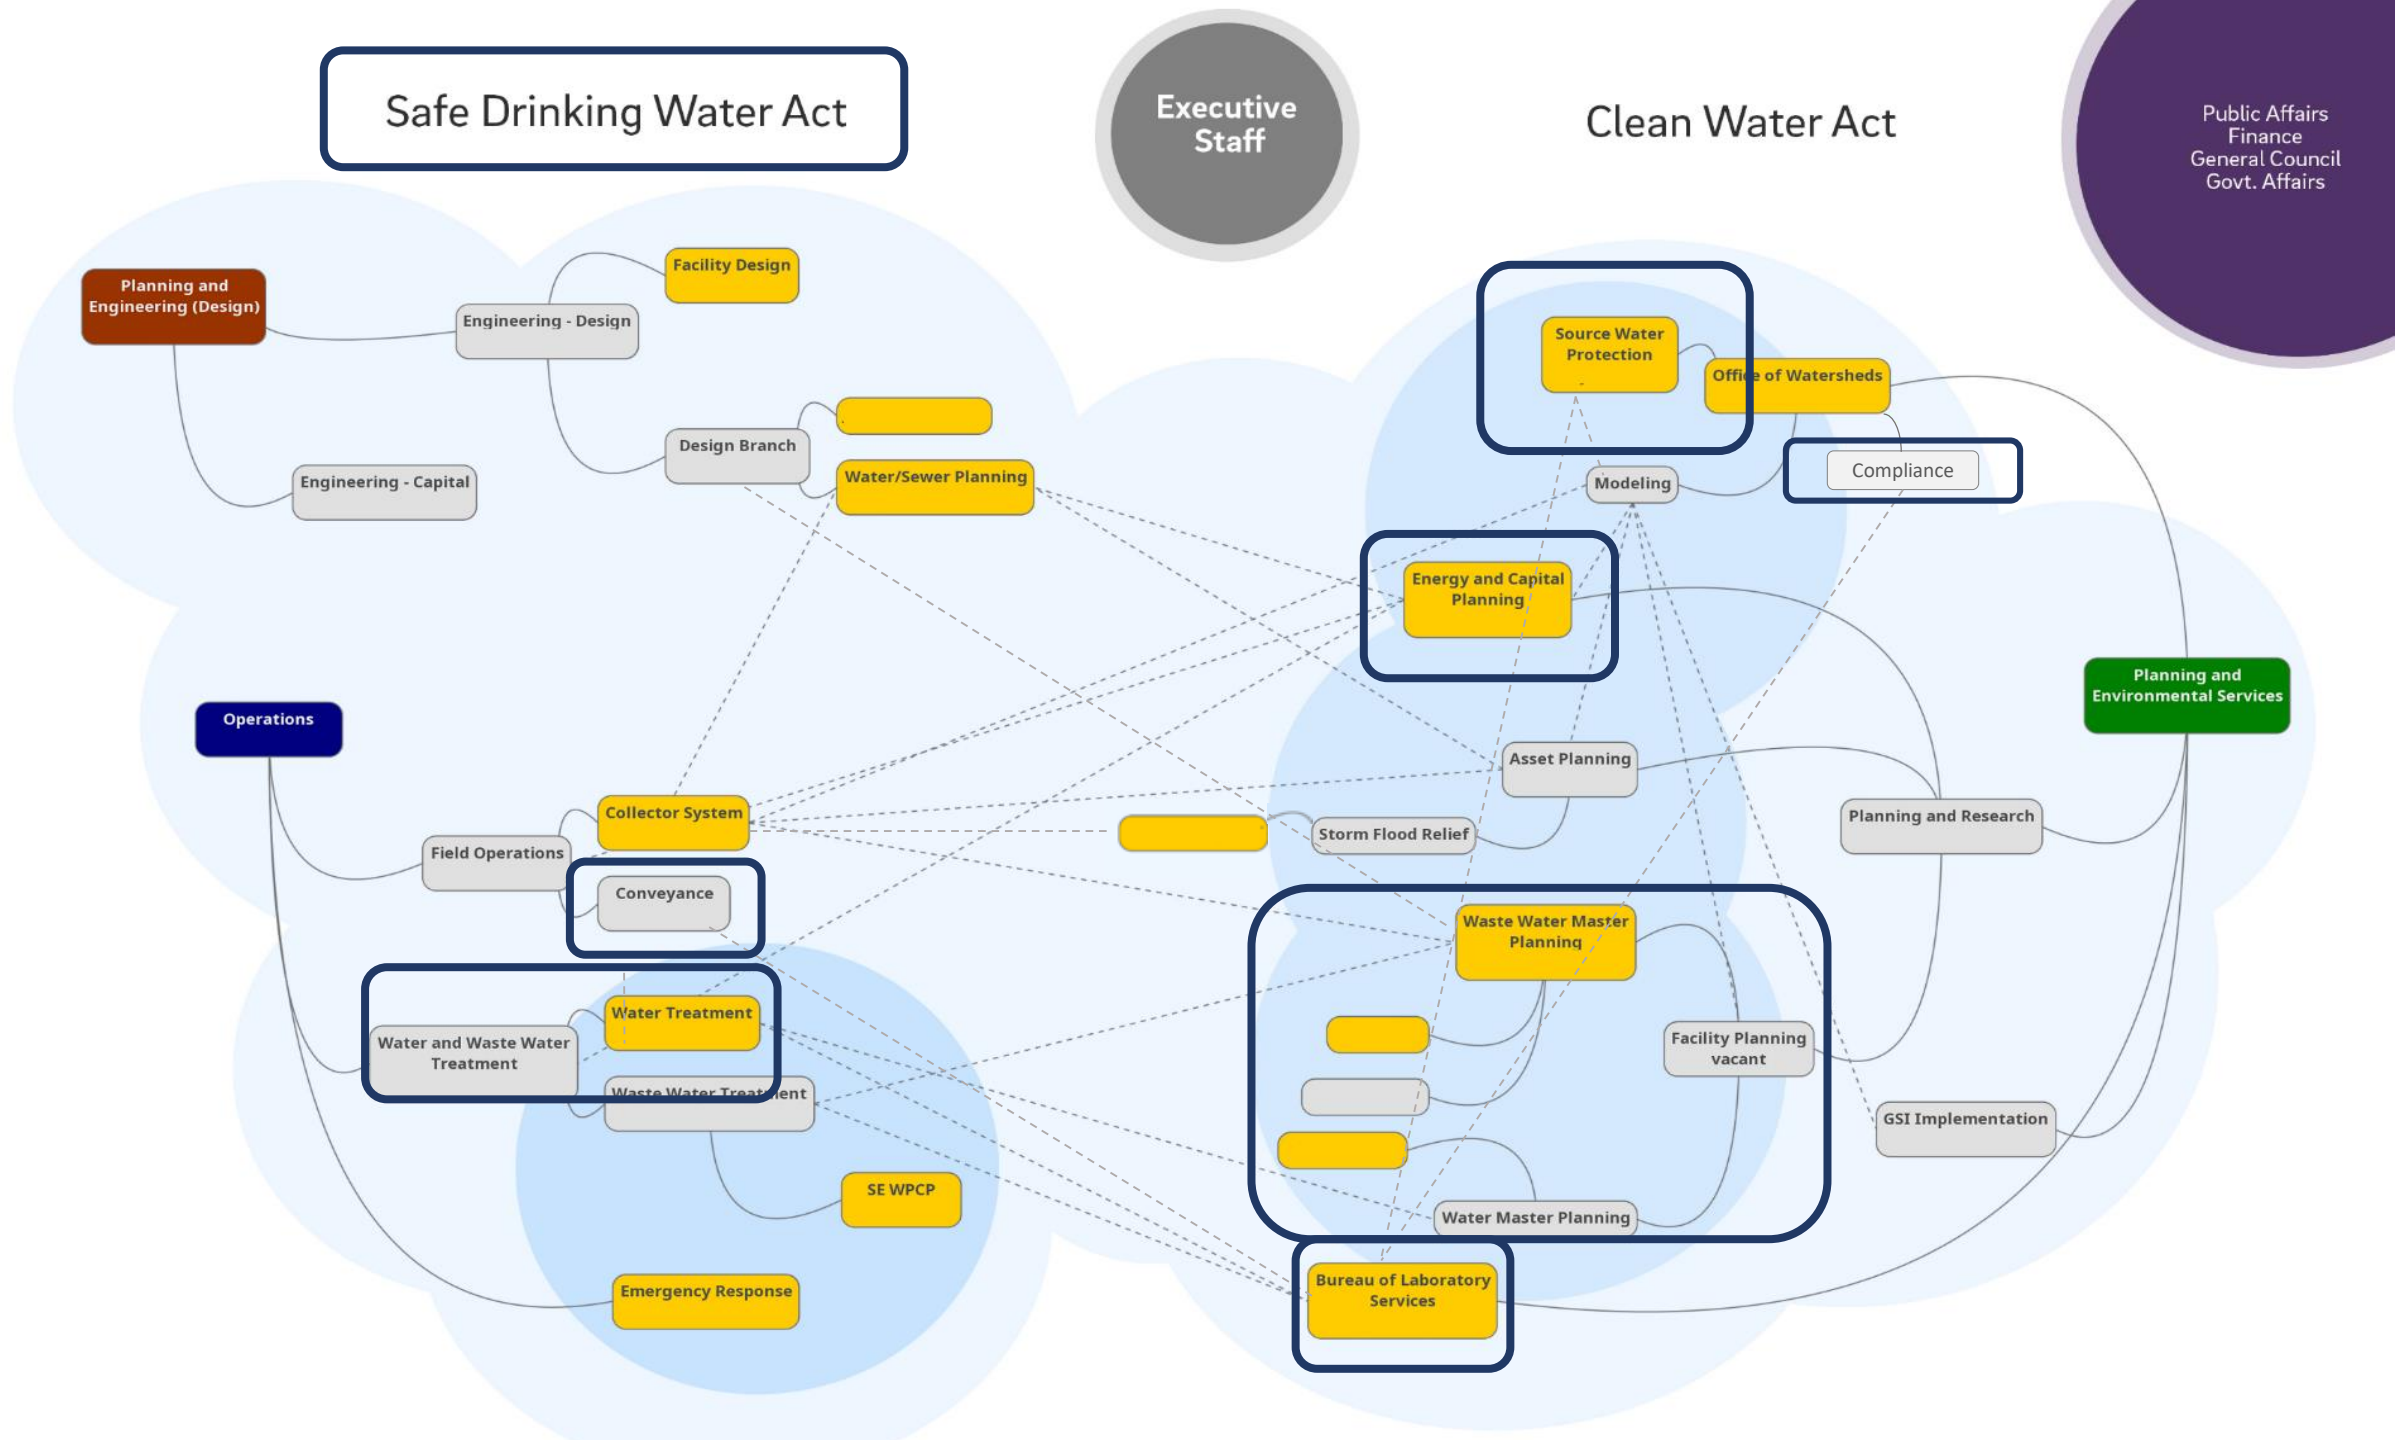 Safe Drinking Water Act
Executive
Staff
Clean Water Act
Public Affairs
Finance
General Council
Govt. Affairs
Planning and
Engineering (Design)
Engineering - Design
Facility Design
Design Branch
Water/Sewer Planning
Engineering - Capital
Source Water
Protection
Office of Watersheds
Compliance
Modeling
Energy and Capital
Planning
Planning and
Environmental Services
Operations
Asset Planning
Collector System
Field Operations
Storm Flood Relief
Planning and Research
Conveyance
Waste Water Master
Planning
Water Treatment
Water and Waste Water
Treatment
Waste Water Treatment
Facility Planning
vacant
GSI Implementation
SE WPCP
Water Master Planning
Emergency Response
Bureau of Laboratory
Services